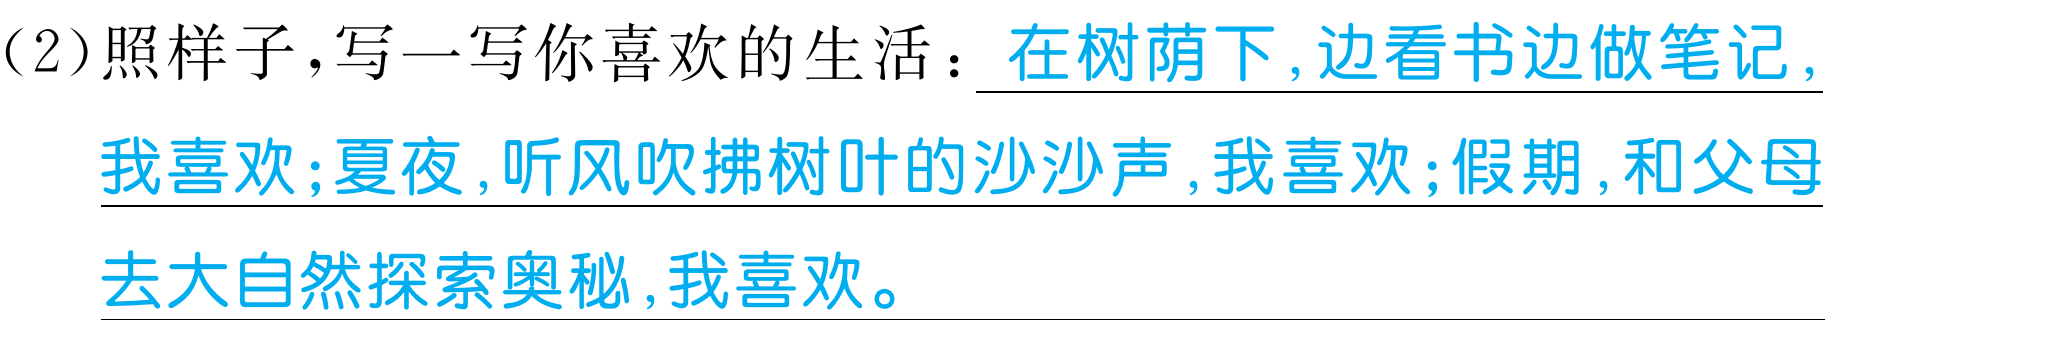 (2)照样子,写一写你喜欢的生活:在树荫下,边看书边做笔记,
我喜欢;夏夜,听风吹拂树叶的沙沙声,我喜欢;假期,和父母
去大自然探索奥秘,我喜欢。